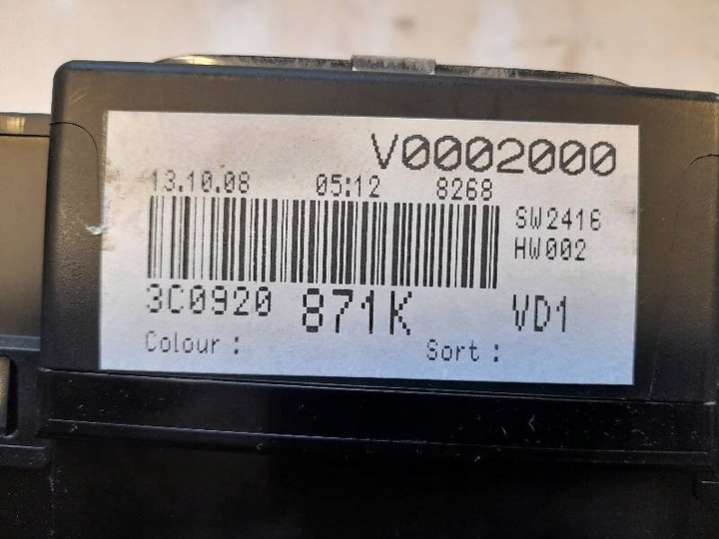 V0002000
13.10.08 05:12 8268
SW2416
HW002
3C0920 871K VD1
Colour : Sort :